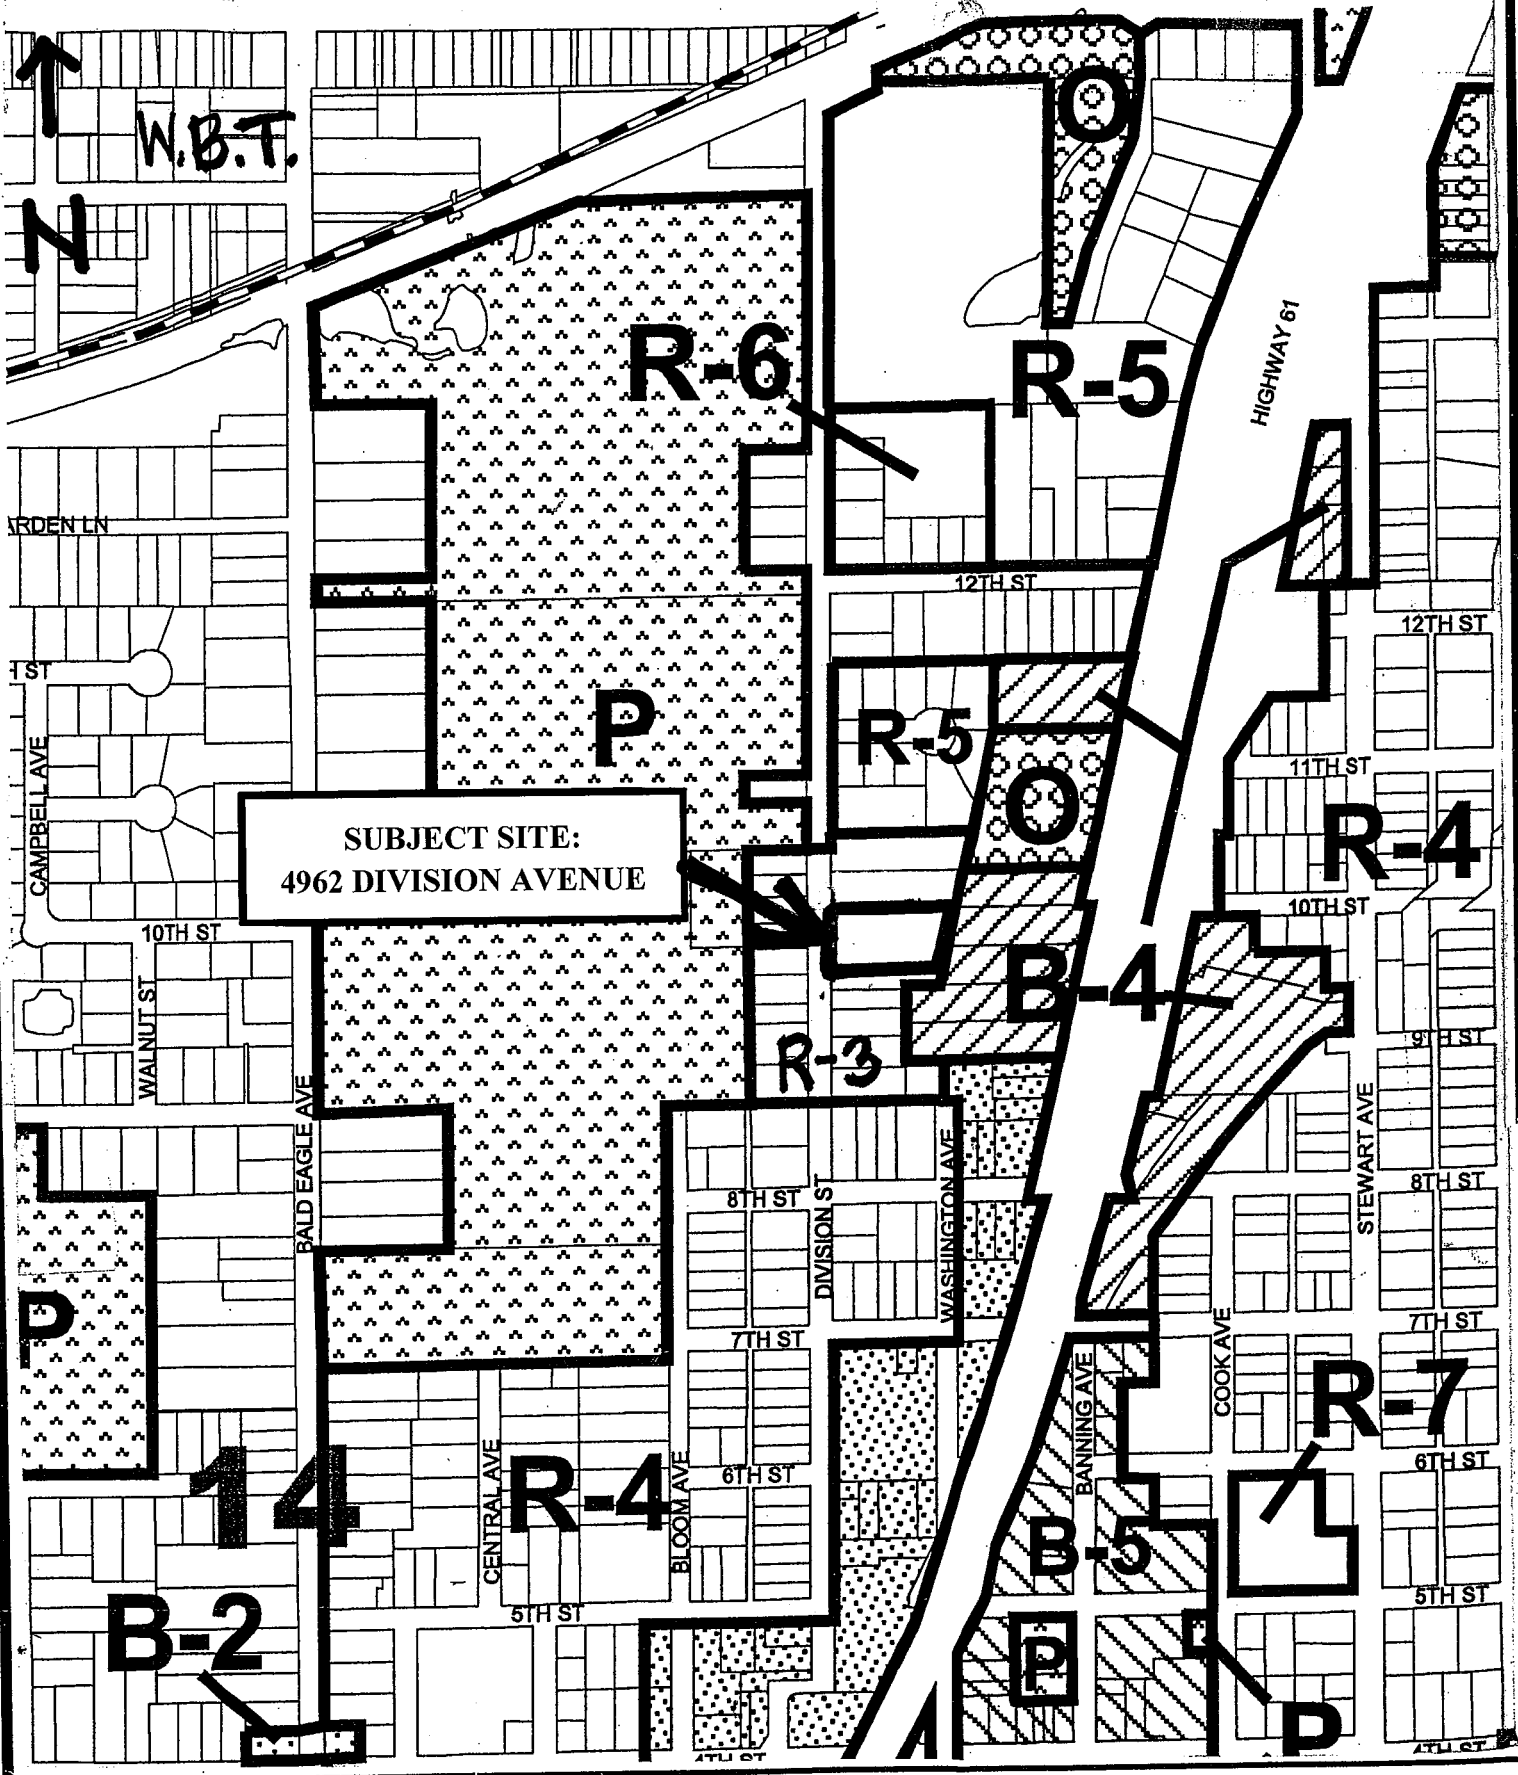 W.B.T.
N
O
R-6
R-5
HIGHWAY 61
ARDEN LN
12TH ST
12TH ST
H ST
P
R-5
11TH ST
CAMPBELL AVE
SUBJECT SITE:
4962 DIVISION AVENUE
O
R-4
10TH ST
10TH ST
B-4
WALNUT ST
R-3
9TH ST
BALD EAGLE AVE
STEWART AVE
8TH ST
8TH ST
DIVISION ST
WASHINGTON AVE
P
7TH ST
7TH ST
BANNING AVE
COOK AVE
R-7
14
R-4
6TH ST
6TH ST
CENTRAL AVE
BLOOM AVE
B-5
B-2
5TH ST
5TH ST
P
P
4TH ST
4TH ST